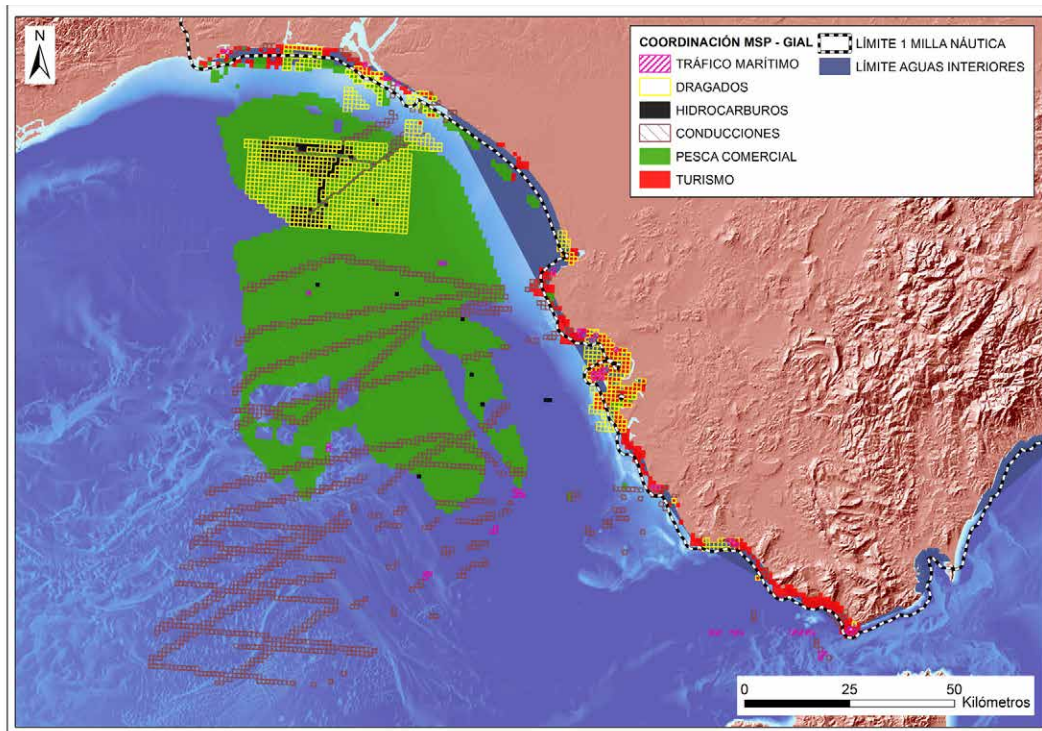 N
COORDINACIÓN MSP - GIAL
TRÁFICO MARÍTIMO
DRAGADOS
HIDROCARBUROS
CONDUCCIONES
PESCA COMERCIAL
TURISMO
LÍMITE 1 MILLA NÁUTICA
LÍMITE AGUAS INTERIORES
0 25 50
Kilómetros